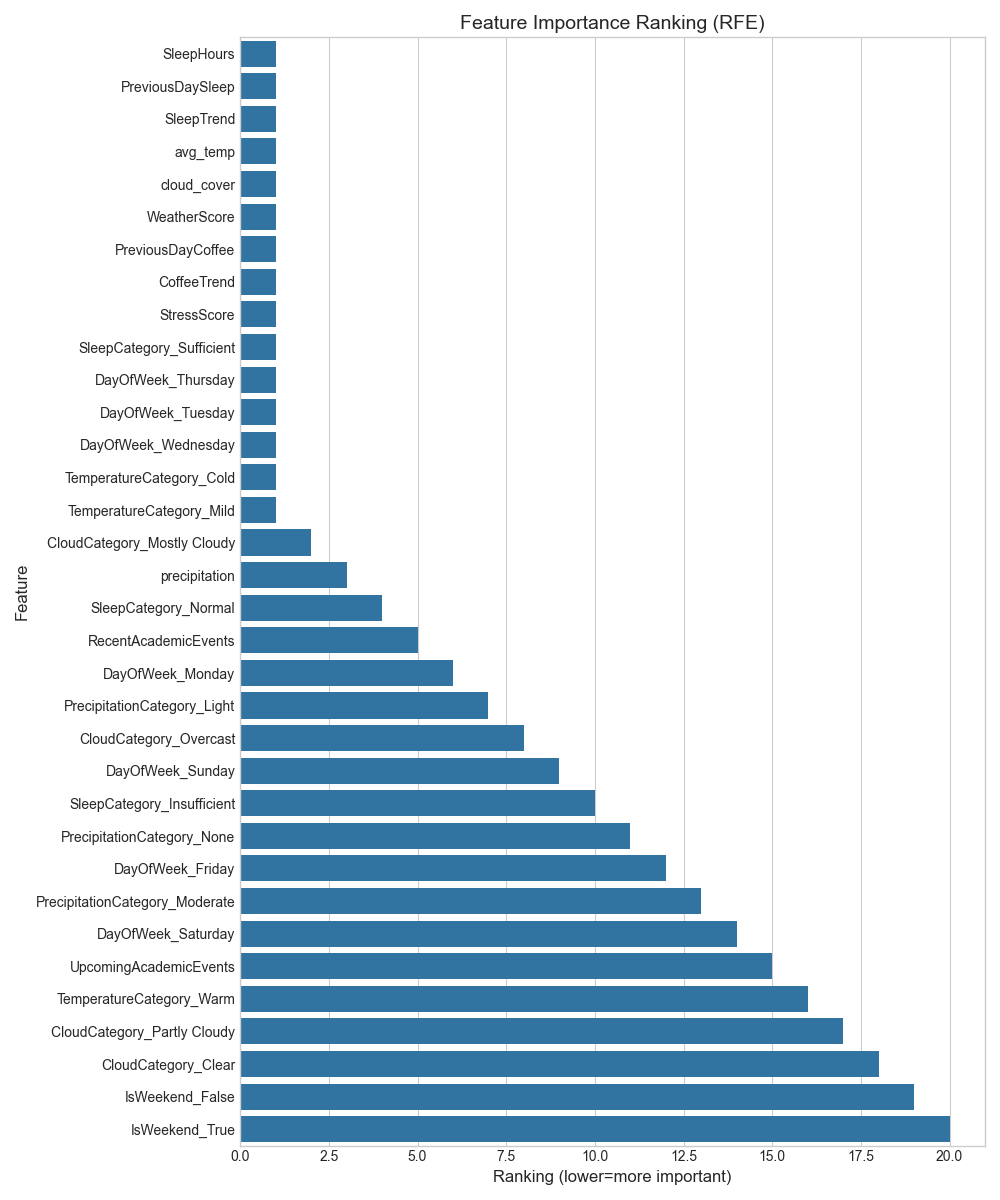 Feature Importance Ranking (RFE)
SleepHours
PreviousDaySleep
SleepTrend
avg_temp
cloud_cover
WeatherScore
PreviousDayCoffee
CoffeeTrend
StressScore
SleepCategory_Sufficient
DayOfWeek_Thursday
DayOfWeek_Tuesday
DayOfWeek_Wednesday
TemperatureCategory_Cold
TemperatureCategory_Mild
CloudCategory_Mostly Cloudy
precipitation
SleepCategory_Normal
RecentAcademicEvents
DayOfWeek_Monday
PrecipitationCategory_Light
CloudCategory_Overcast
DayOfWeek_Sunday
SleepCategory_Insufficient
PrecipitationCategory_None
DayOfWeek_Friday
PrecipitationCategory_Moderate
DayOfWeek_Saturday
UpcomingAcademicEvents
TemperatureCategory_Warm
CloudCategory_Partly Cloudy
CloudCategory_Clear
IsWeekend_False
IsWeekend_True
Feature
0.0 2.5 5.0 7.5 10.0 12.5 15.0 17.5 20.0
Ranking (lower=more important)